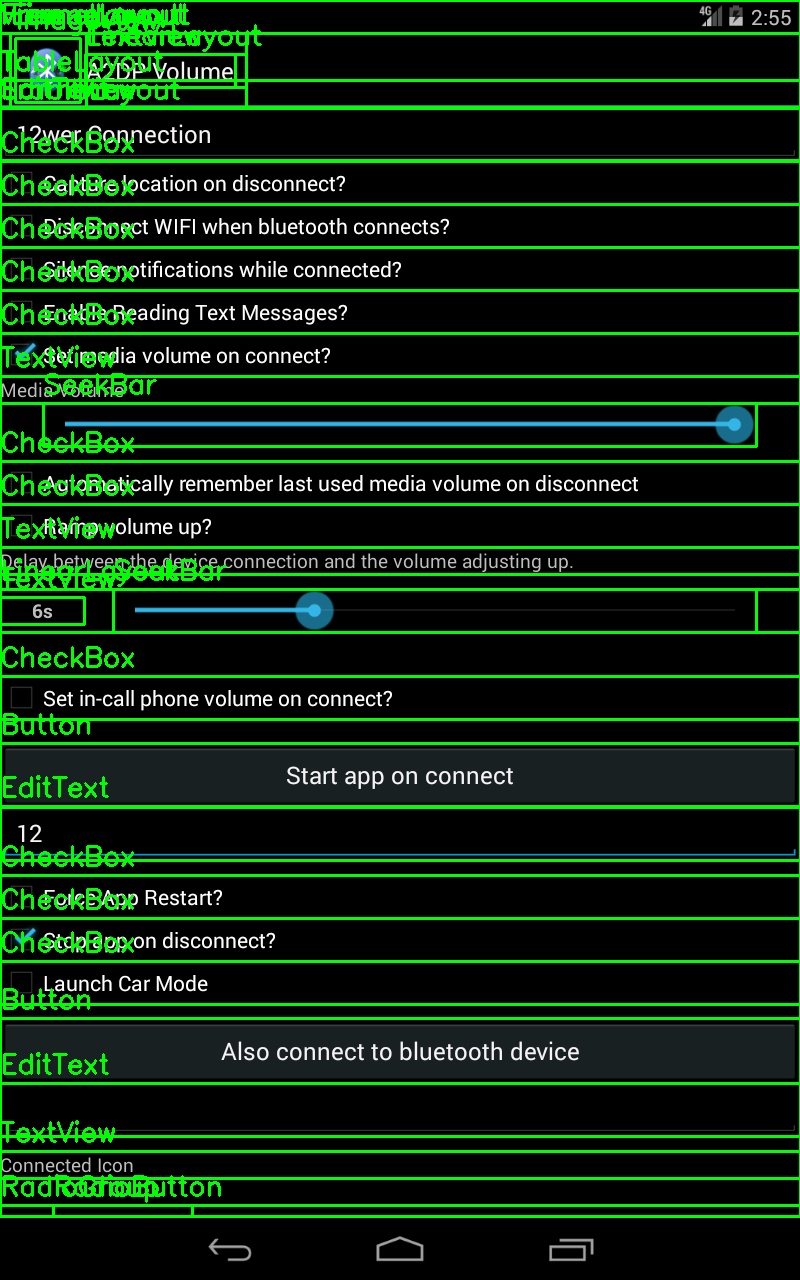 4G 2:55
ImageView TextView Layout
TableLayout
A2DP Volume
12wer Connection
CheckBox
Capture location on disconnect?
CheckBox
Disconnect WIFI when bluetooth connects?
CheckBox
Silence notifications while connected?
CheckBox
Enable Reading Text Messages?
CheckBox
Set media volume on connect?
TextView
SeekBar
Media Volume
CheckBox
Automatically remember last used media volume on disconnect
CheckBox
Ramp volume up?
TextView
Delay between the device connection and the volume adjusting up.
LinearLayout SeekBar
TextView
6s
CheckBox
Set in-call phone volume on connect?
Button
Start app on connect
EditText
12
CheckBox
Force App Restart?
CheckBox
Stop app on disconnect?
CheckBox
Launch Car Mode
Button
Also connect to bluetooth device
EditText
TextView
Connected Icon
RadioGroup RadioButton